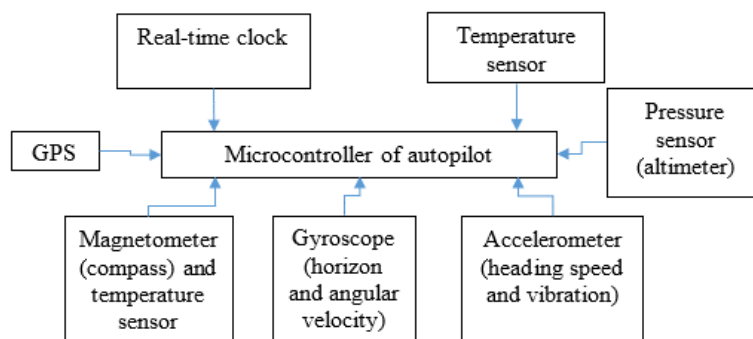 Real-time clock
Temperature
sensor
Pressure
sensor
(altimeter)
GPS
Microcontroller of autopilot
Magnetometer
(compass) and
temperature
sensor
Gyroscope
(horizon
and angular
velocity)
Accelerometer
(heading speed
and vibration)